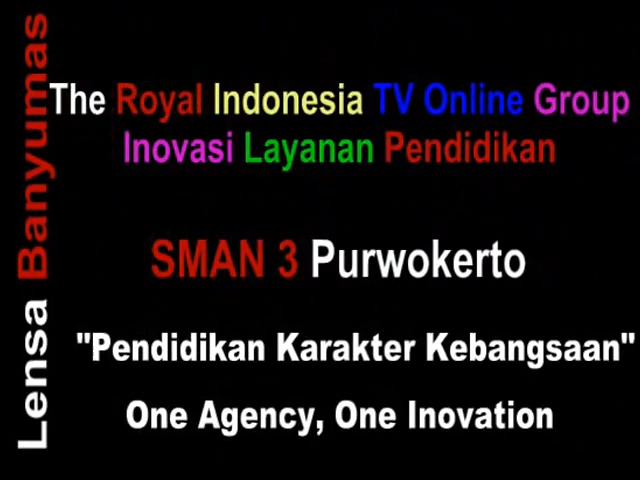 Lensa Banyumas
The Royal Indonesia TV Online Group
Inovasi Layanan Pendidikan
SMAN 3 Purwokerto
"Pendidikan Karakter Kebangsaan"
One Agency, One Inovation